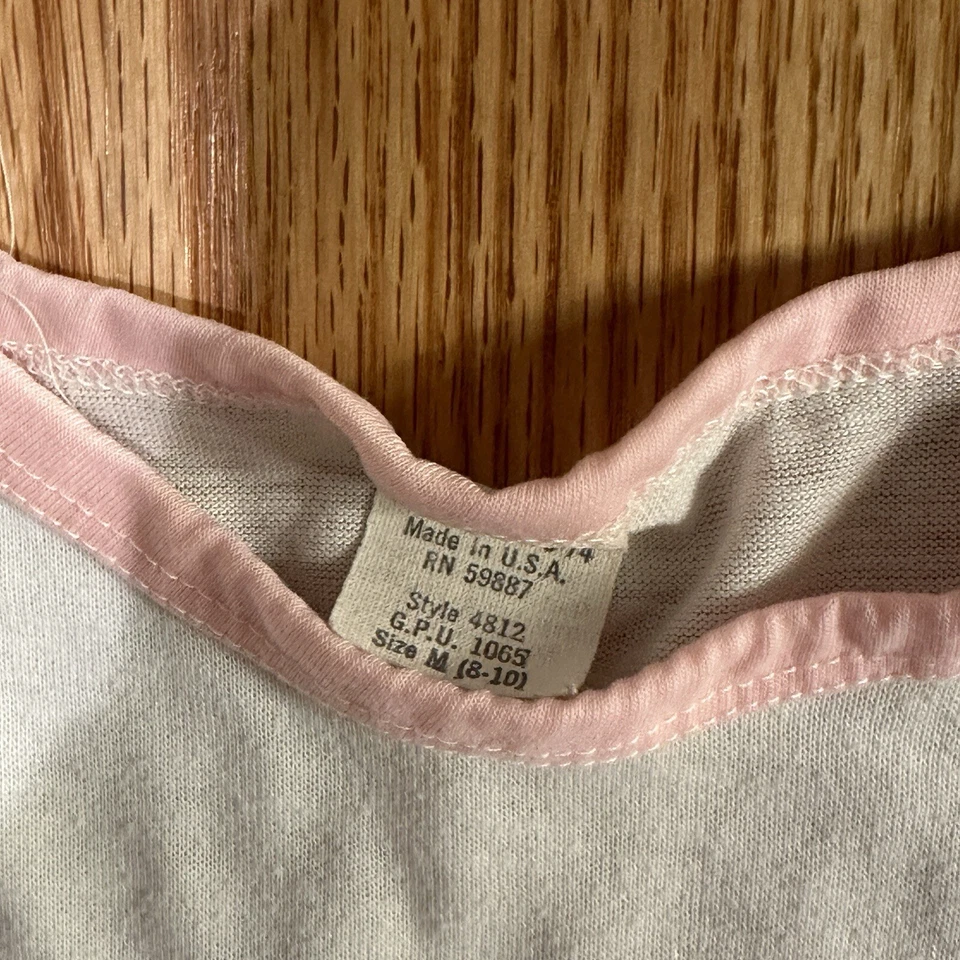 Made in U.S.A.
RN 59887
Style 4812
G.P.U. 1065
Size M (8-10)